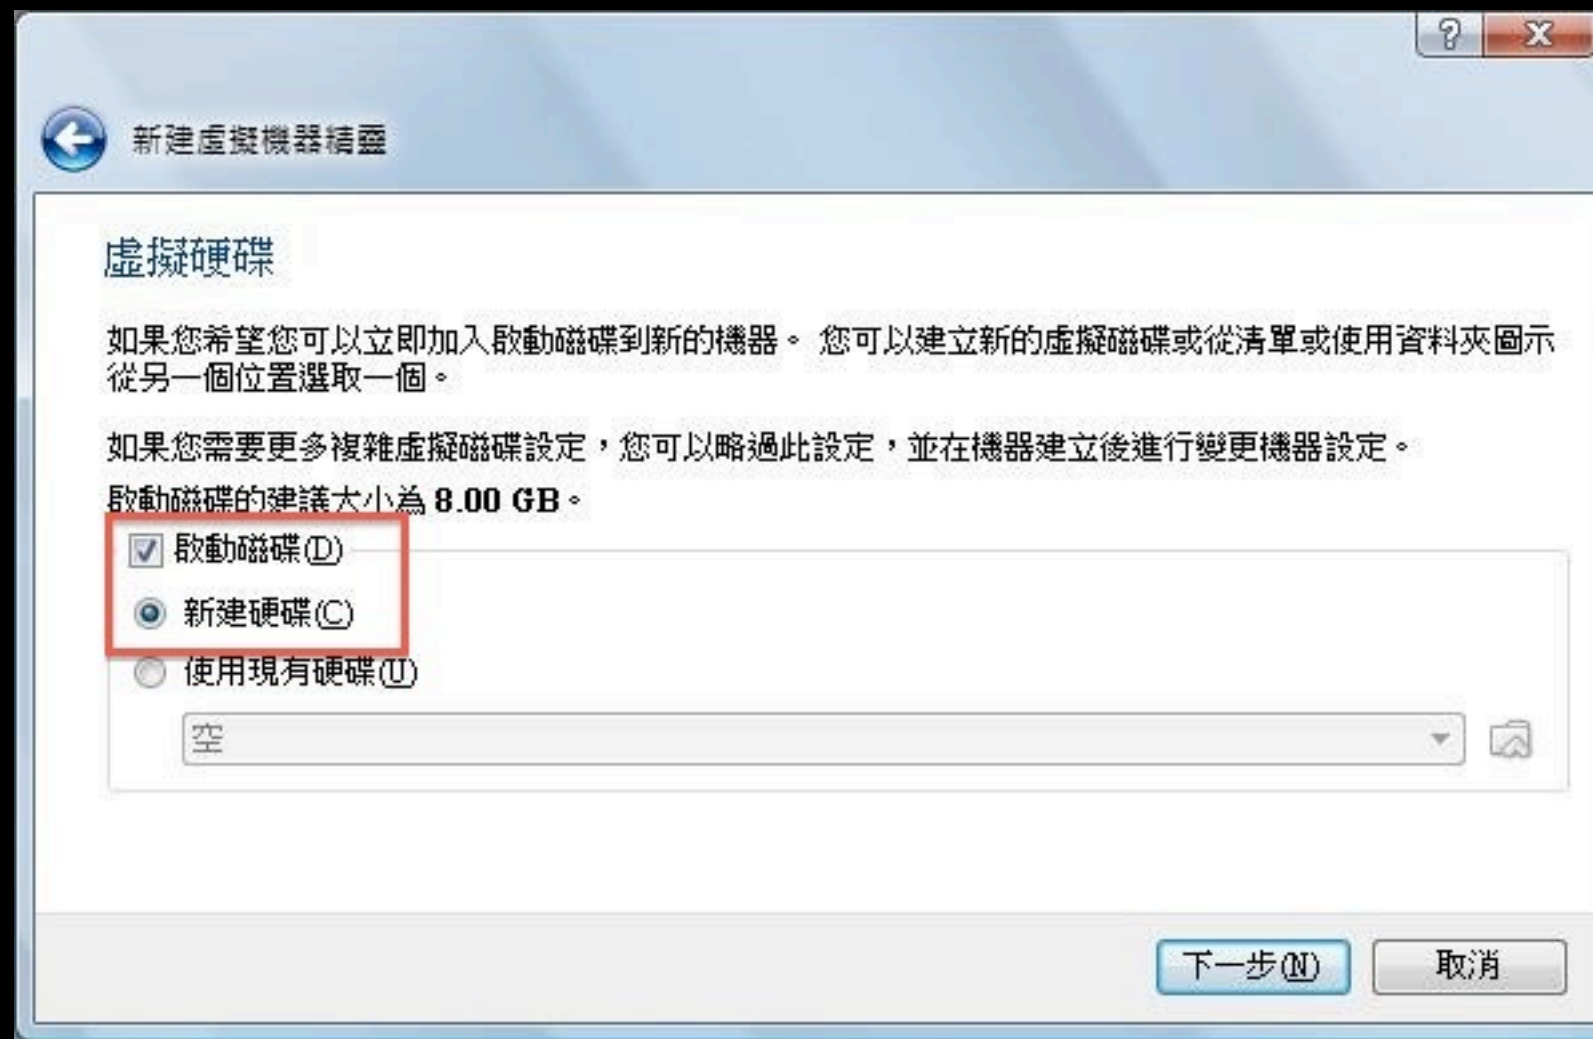 新建虛擬機器精靈
虛擬硬碟
如果您希望您可以立即加入啟動磁碟到新的機器。 您可以建立新的虛擬磁碟或從清單或使用資料夾圖示
從另一個位置選取一個。
如果您需要更多複雜虛擬磁碟設定，您可以略過此設定，並在機器建立後進行變更機器設定。
啟動磁碟的建議大小為 8.00 GB。
啟動磁碟(D)
新建硬碟(C)
使用現有硬碟(U)
空
下一步(N)
取消